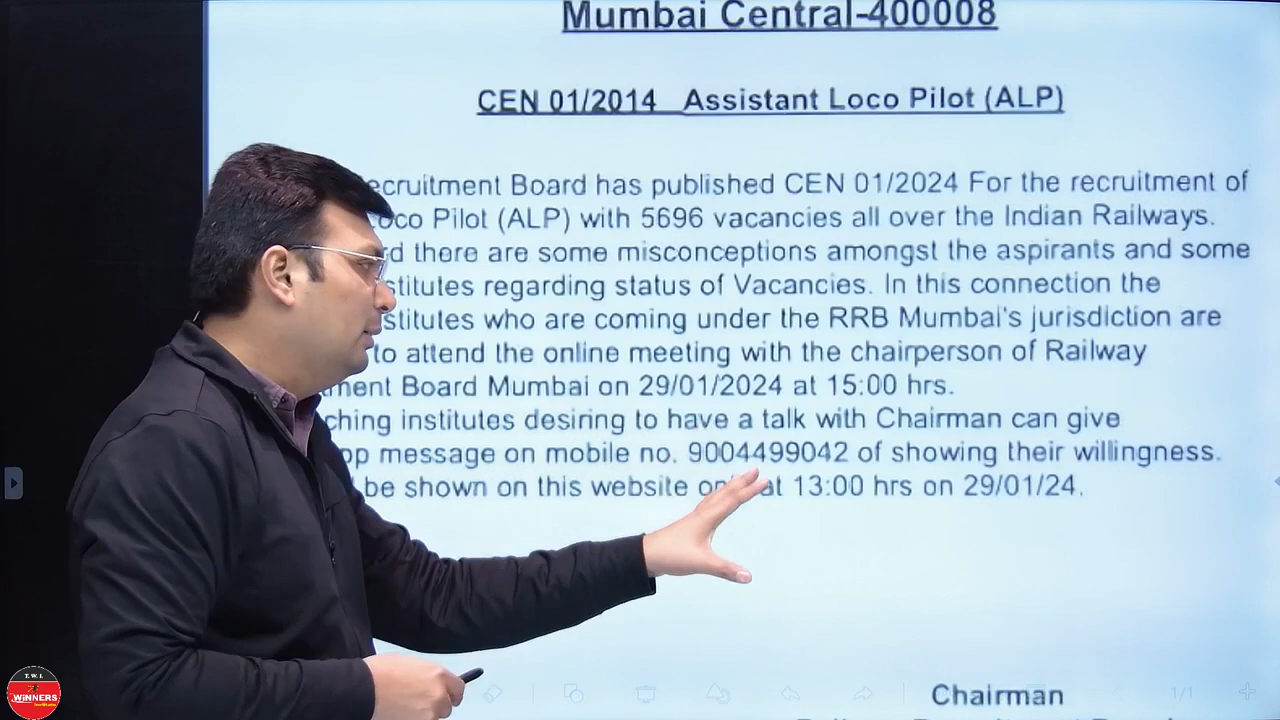 Mumbai Central-400008
CEN 01/2014 Assistant Loco Pilot (ALP)
ecruitment Board has published CEN 01/2024 For the recruitment of
oco Pilot (ALP) with 5696 vacancies all over the Indian Railways.
d there are some misconceptions amongst the aspirants and some
stitutes regarding status of Vacancies. In this connection the
stitutes who are coming under the RRB Mumbai's jurisdiction are
to attend the online meeting with the chairperson of Railway
ment Board Mumbai on 29/01/2024 at 15:00 hrs.
ching institutes desiring to have a talk with Chairman can give
pp message on mobile no. 9004499042 of showing their willingness.
be shown on this website on at 13:00 hrs on 29/01/24.
Chairman
1/1
T.W.I.
WiNNERS
institute